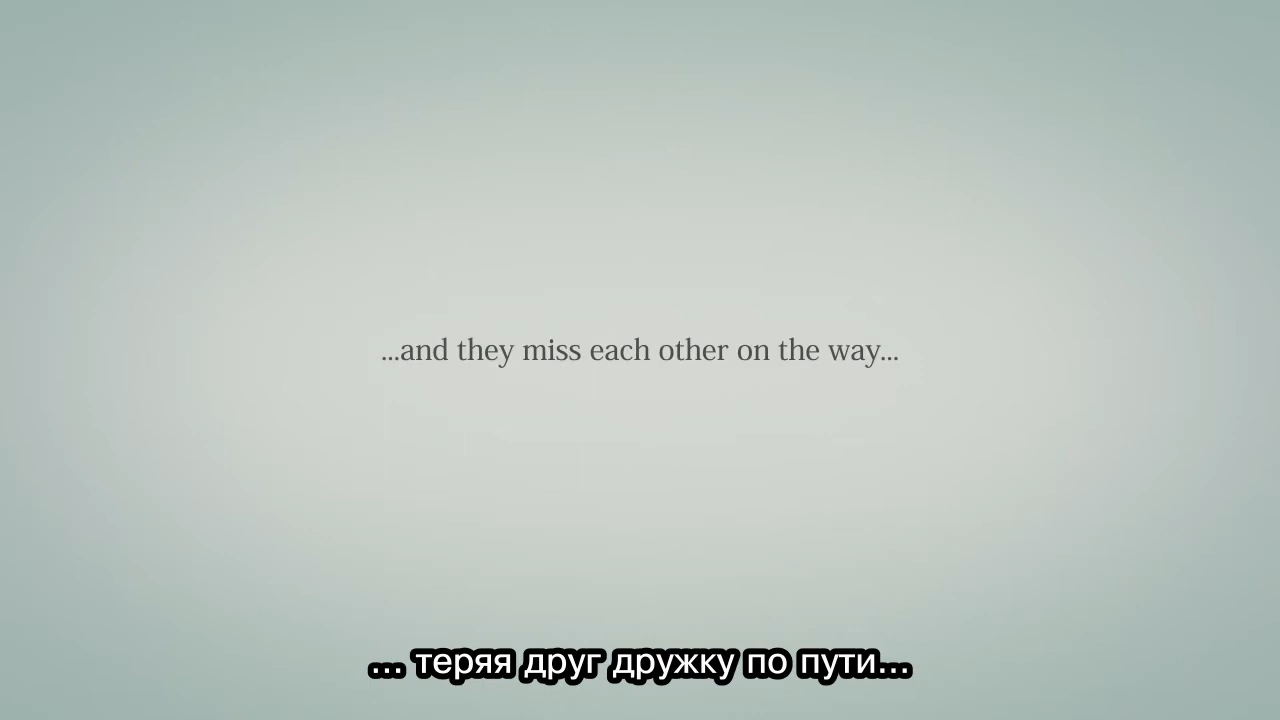 ...and they miss each other on the way...
... теряя друг дружку по пути...